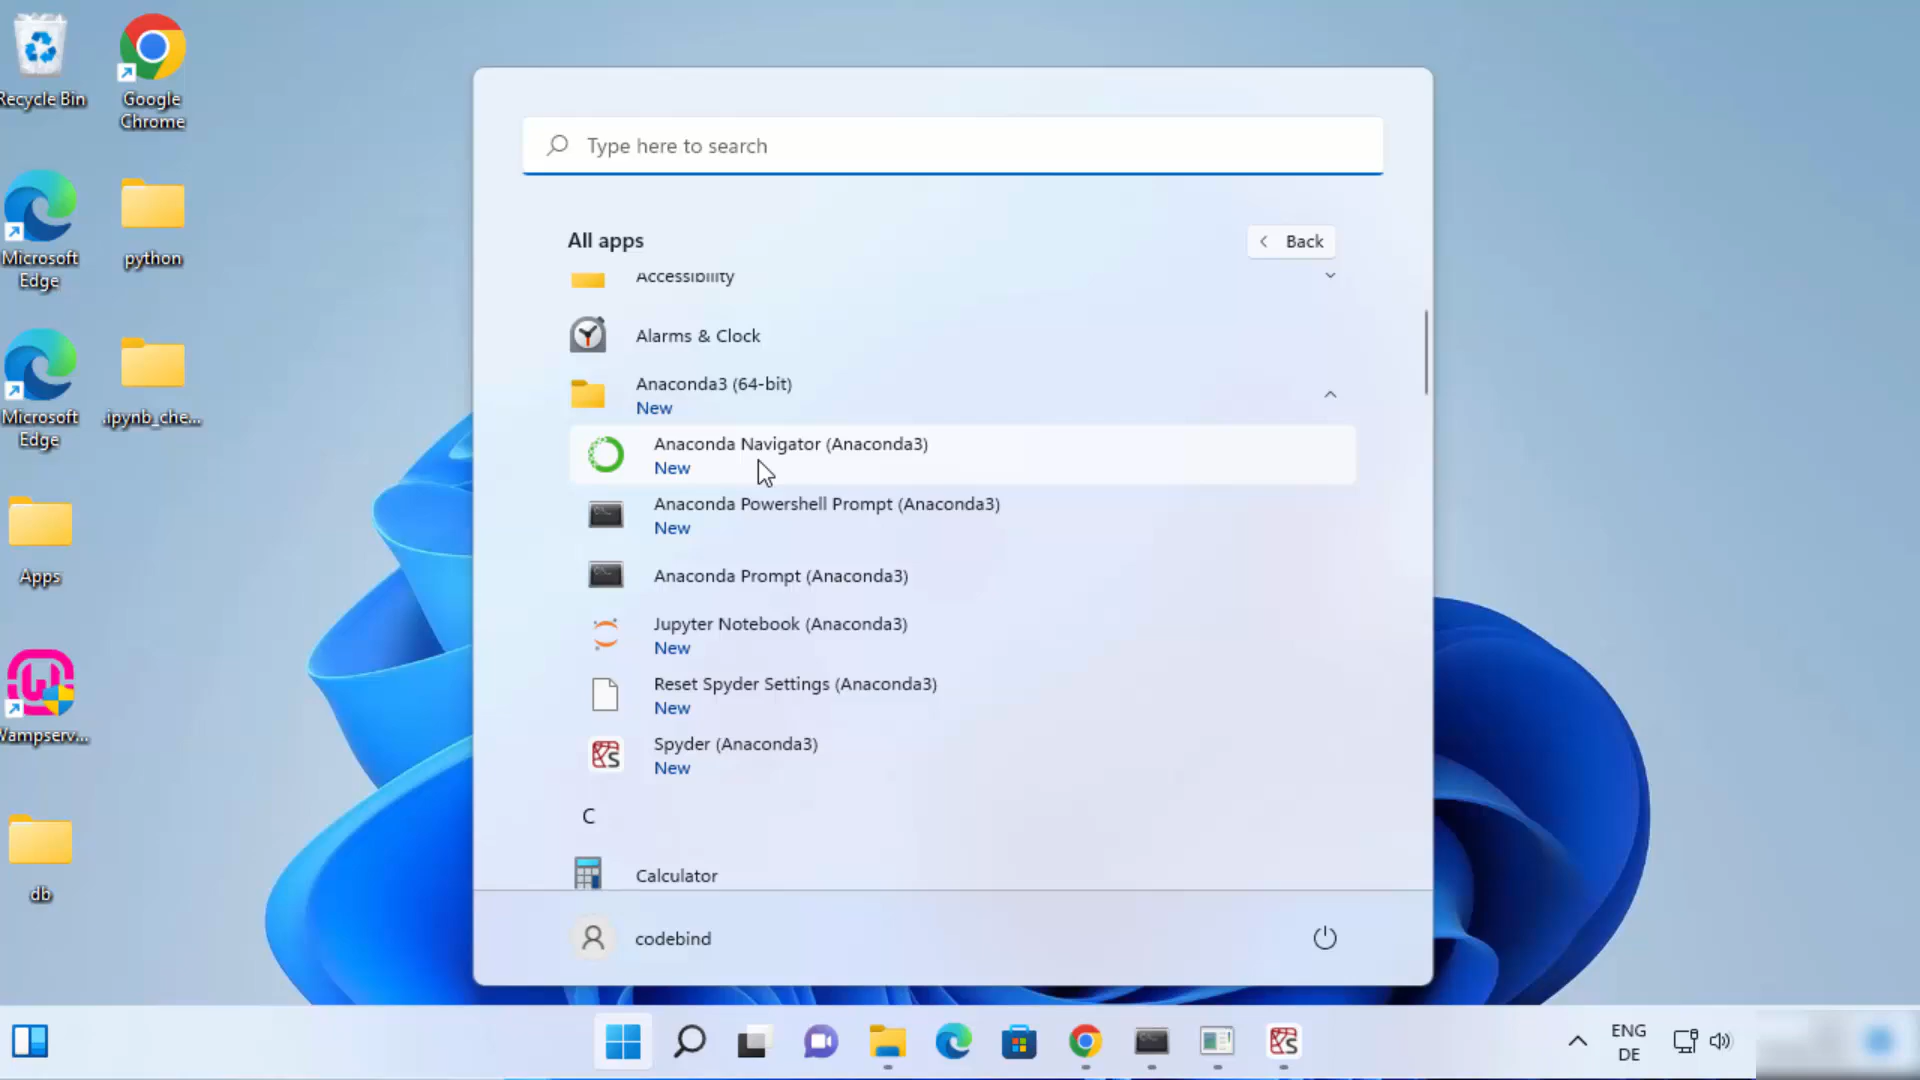 Recycle Bin
Google
Chrome
Microsoft
Edge
python
Microsoft
Edge
.ipynb_che...
Apps
Wampserv...
db
Type here to search
All apps
Back
Accessibility
Alarms & Clock
Anaconda3 (64-bit)
New
Anaconda Navigator (Anaconda3)
New
Anaconda Powershell Prompt (Anaconda3)
New
Anaconda Prompt (Anaconda3)
Jupyter Notebook (Anaconda3)
New
Reset Spyder Settings (Anaconda3)
New
Spyder (Anaconda3)
New
C
Calculator
codebind
ENG
DE